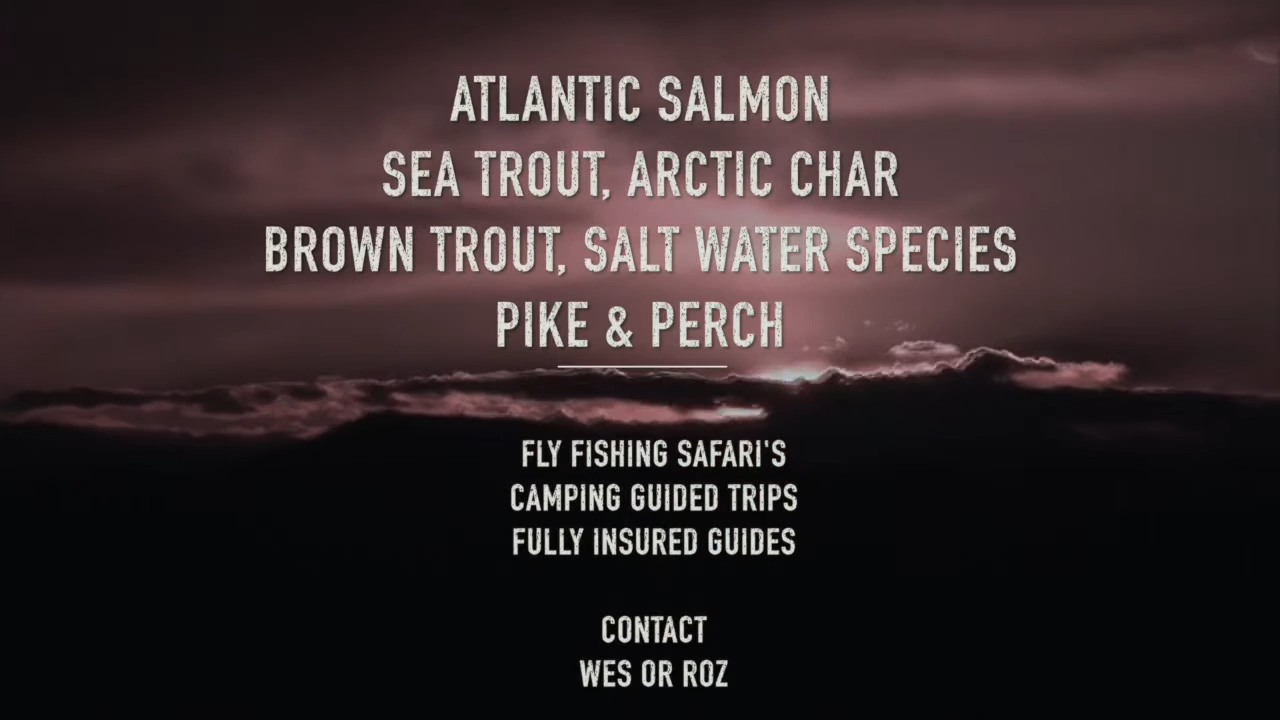 ATLANTIC SALMON
SEA TROUT, ARCTIC CHAR
BROWN TROUT, SALT WATER SPECIES
PIKE & PERCH
FLY FISHING SAFARI'S
CAMPING GUIDED TRIPS
FULLY INSURED GUIDES
CONTACT
WES OR ROZ